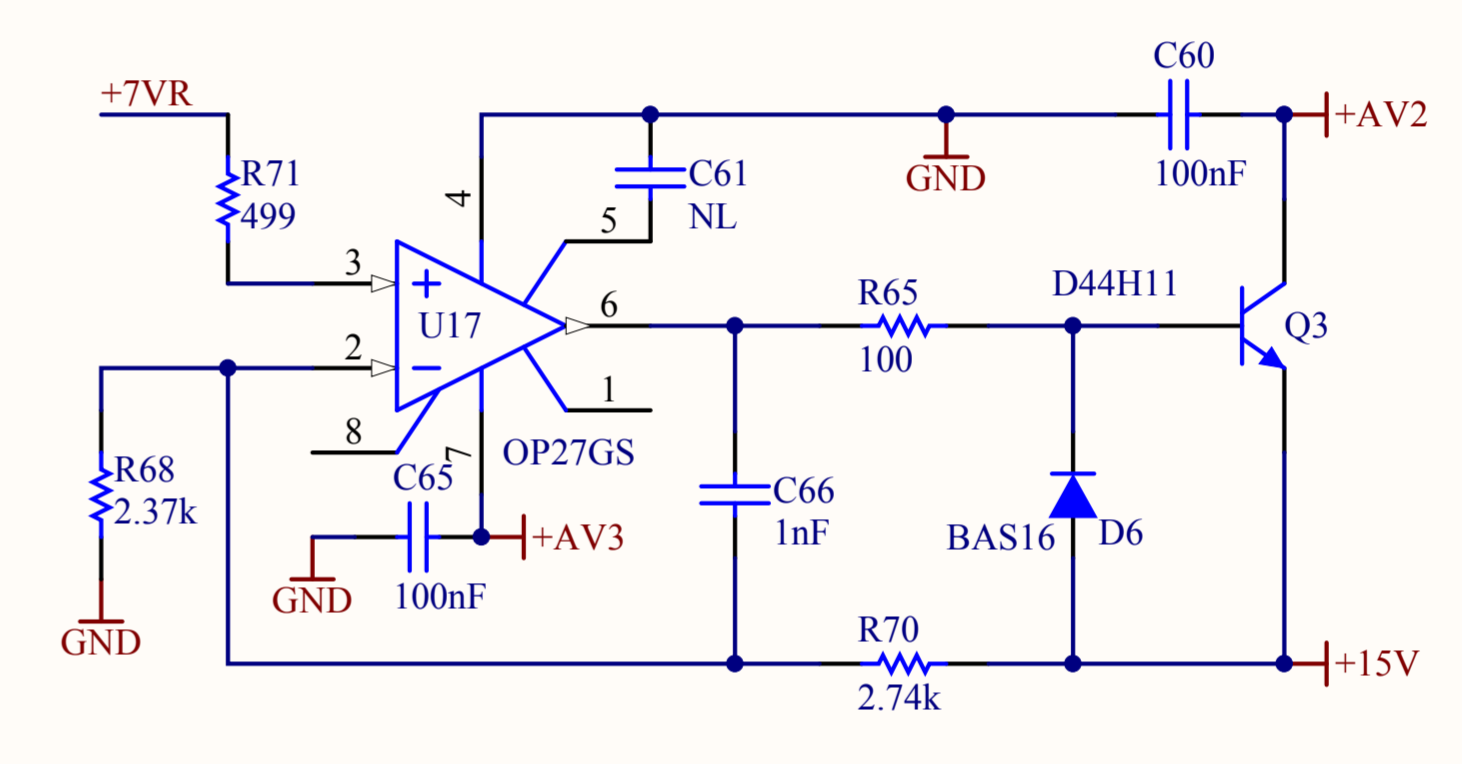 C60
+7VR
+AV2
R71
499
4
C61
NL
GND
100nF
5
3
+
U17
6
R65
100
D44H11
Q3
2
8
1
7
OP27GS
R68
2.37k
C65
C66
1nF
+AV3
BAS16
D6
100nF
GND
GND
R70
2.74k
+15V